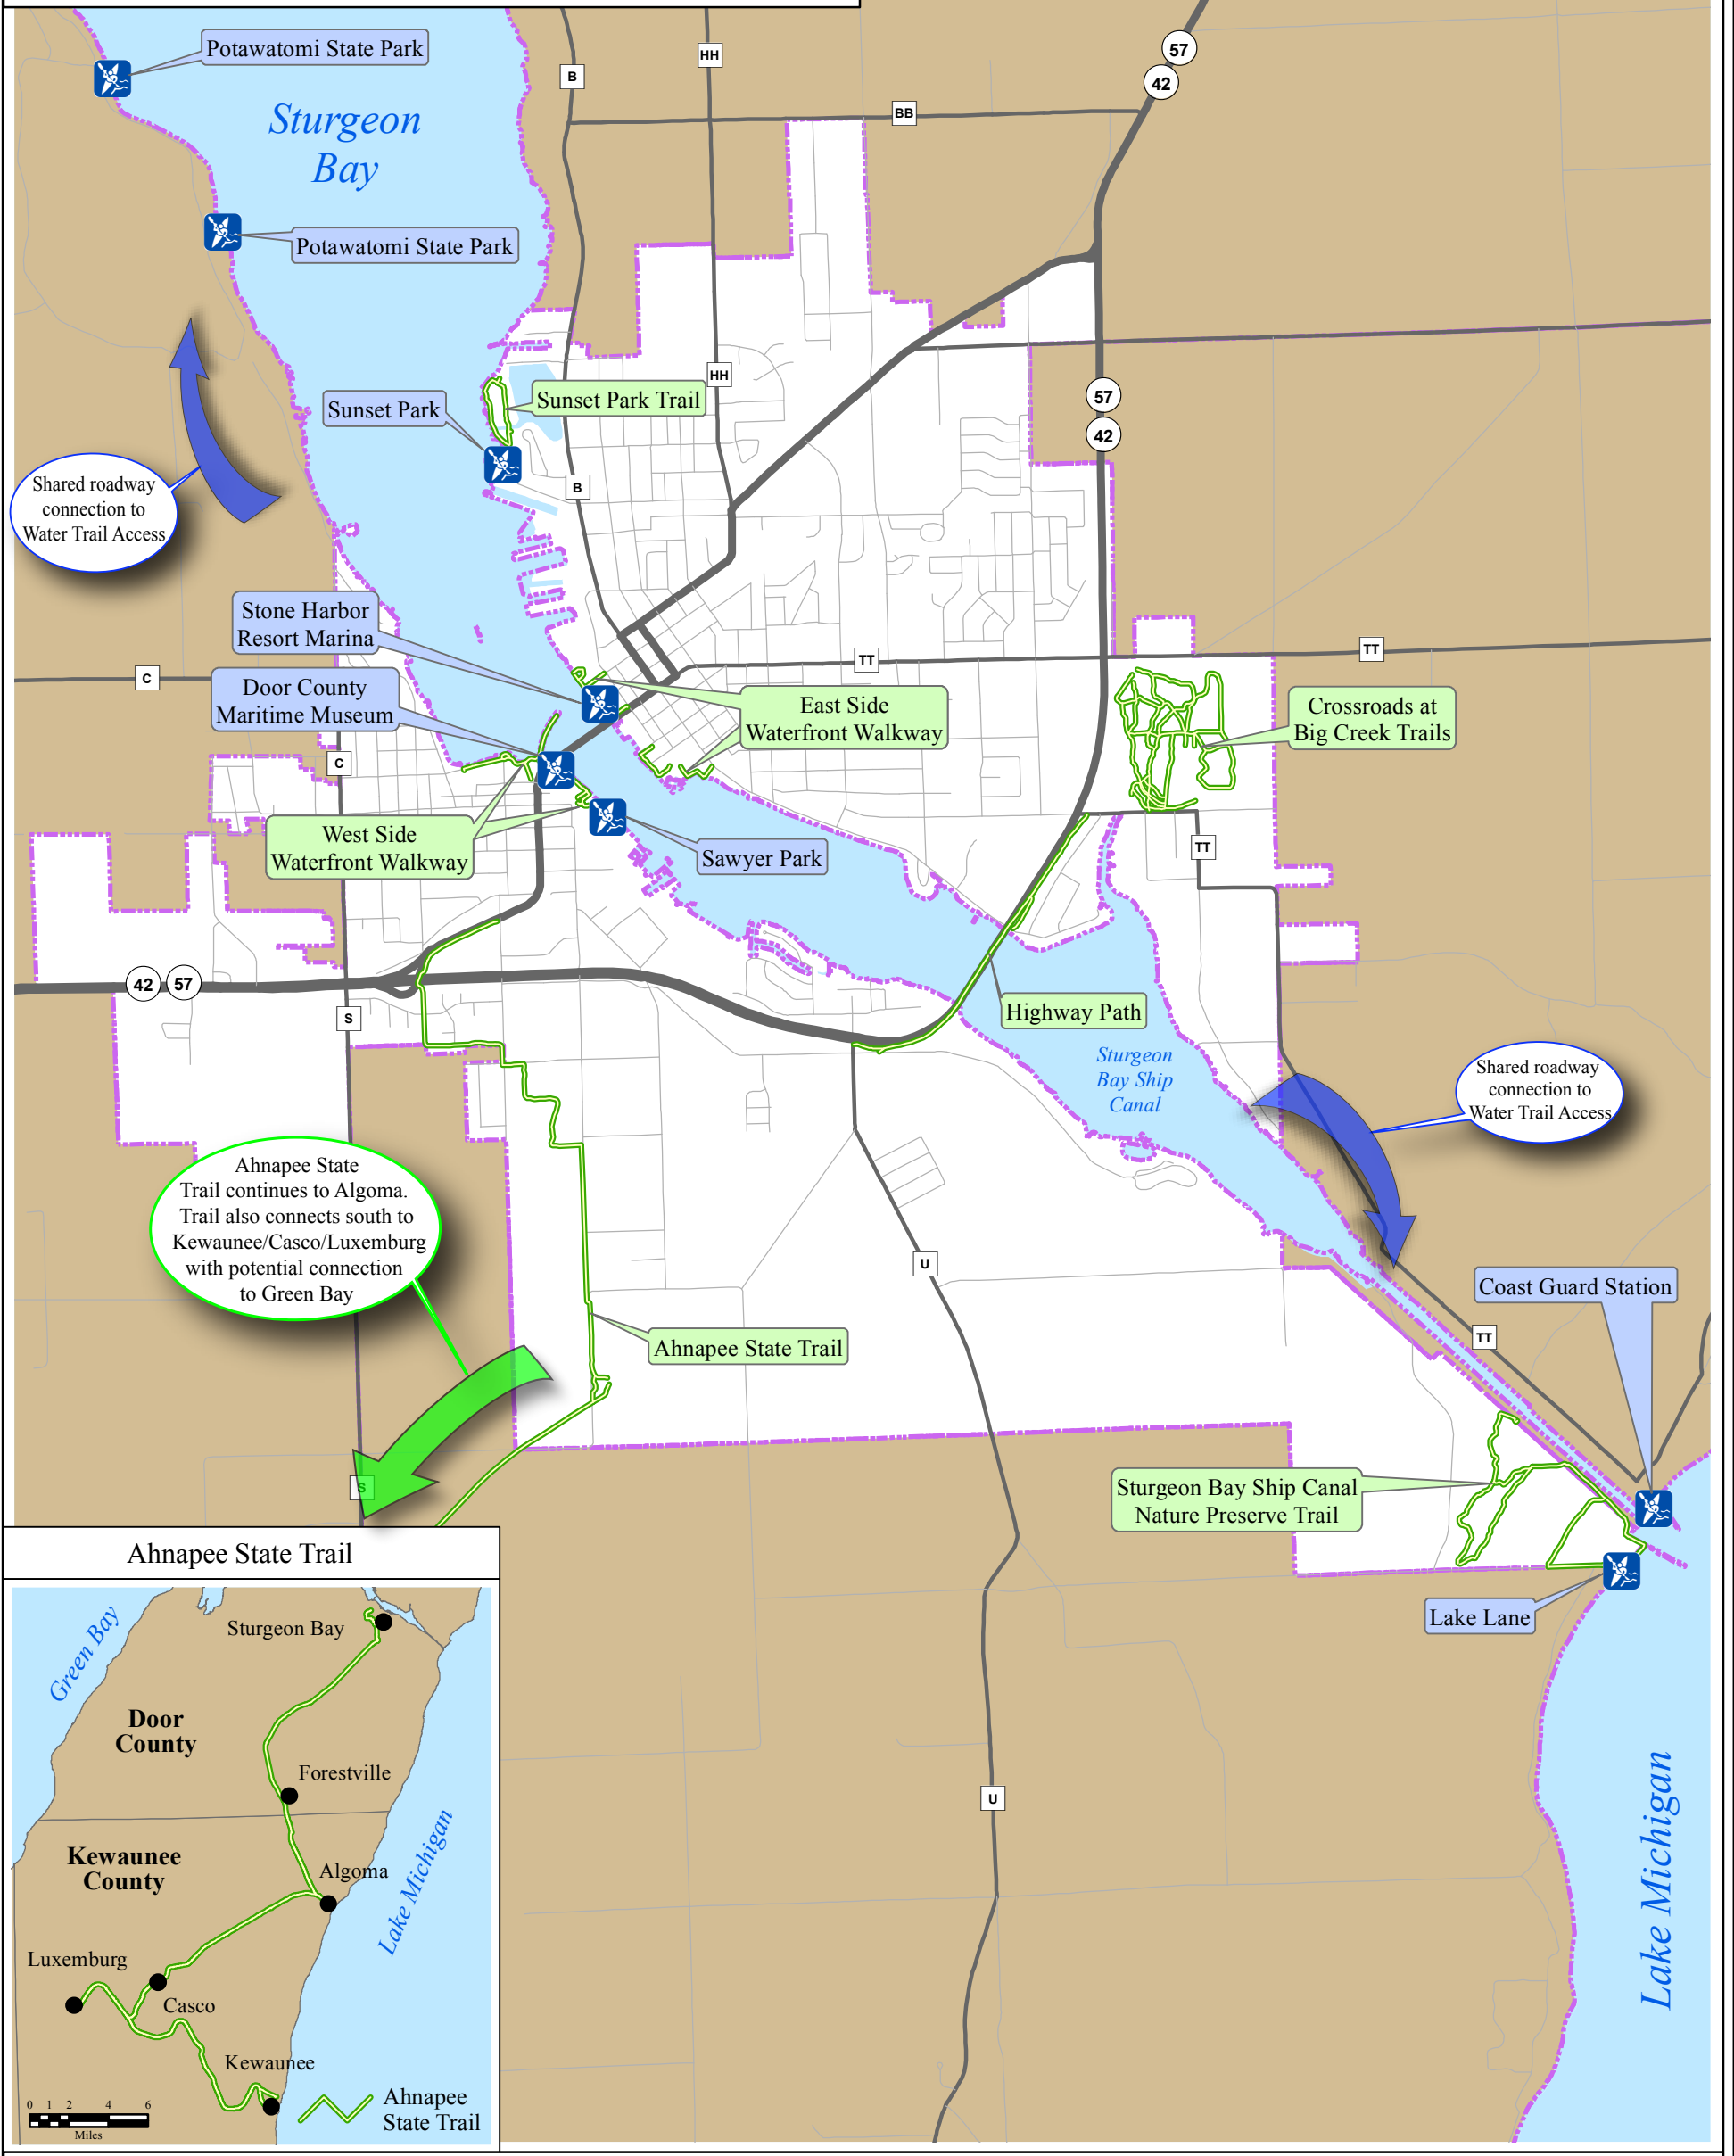 Potawatomi State Park
57
HH
B
42
BB
Sturgeon
Bay
Potawatomi State Park
HH
Sunset Park
Sunset Park Trail
57
42
B
Shared roadway
connection to
Water Trail Access
Stone Harbor
Resort Marina
TT
TT
C
Door County
Maritime Museum
East Side
Waterfront Walkway
Crossroads at
Big Creek Trails
C
West Side
Waterfront Walkway
Sawyer Park
TT
42
57
S
Highway Path
Sturgeon
Bay Ship
Canal
Shared roadway
connection to
Water Trail Access
Ahnapee State
Trail continues to Algoma.
Trail also connects south to
Kewaunee/Casco/Luxemburg
with potential connection
to Green Bay
U
Coast Guard Station
TT
Ahnapee State Trail
S
Sturgeon Bay Ship Canal
Nature Preserve Trail
Lake Lane
U
Lake Michigan
Ahnapee State Trail
Sturgeon Bay
Green Bay
Door
County
Forestville
Kewaunee
County
Algoma
Lake Michigan
Luxemburg
Casco
Kewaunee
Ahnapee
State Trail
0 1 2 4 6
Miles